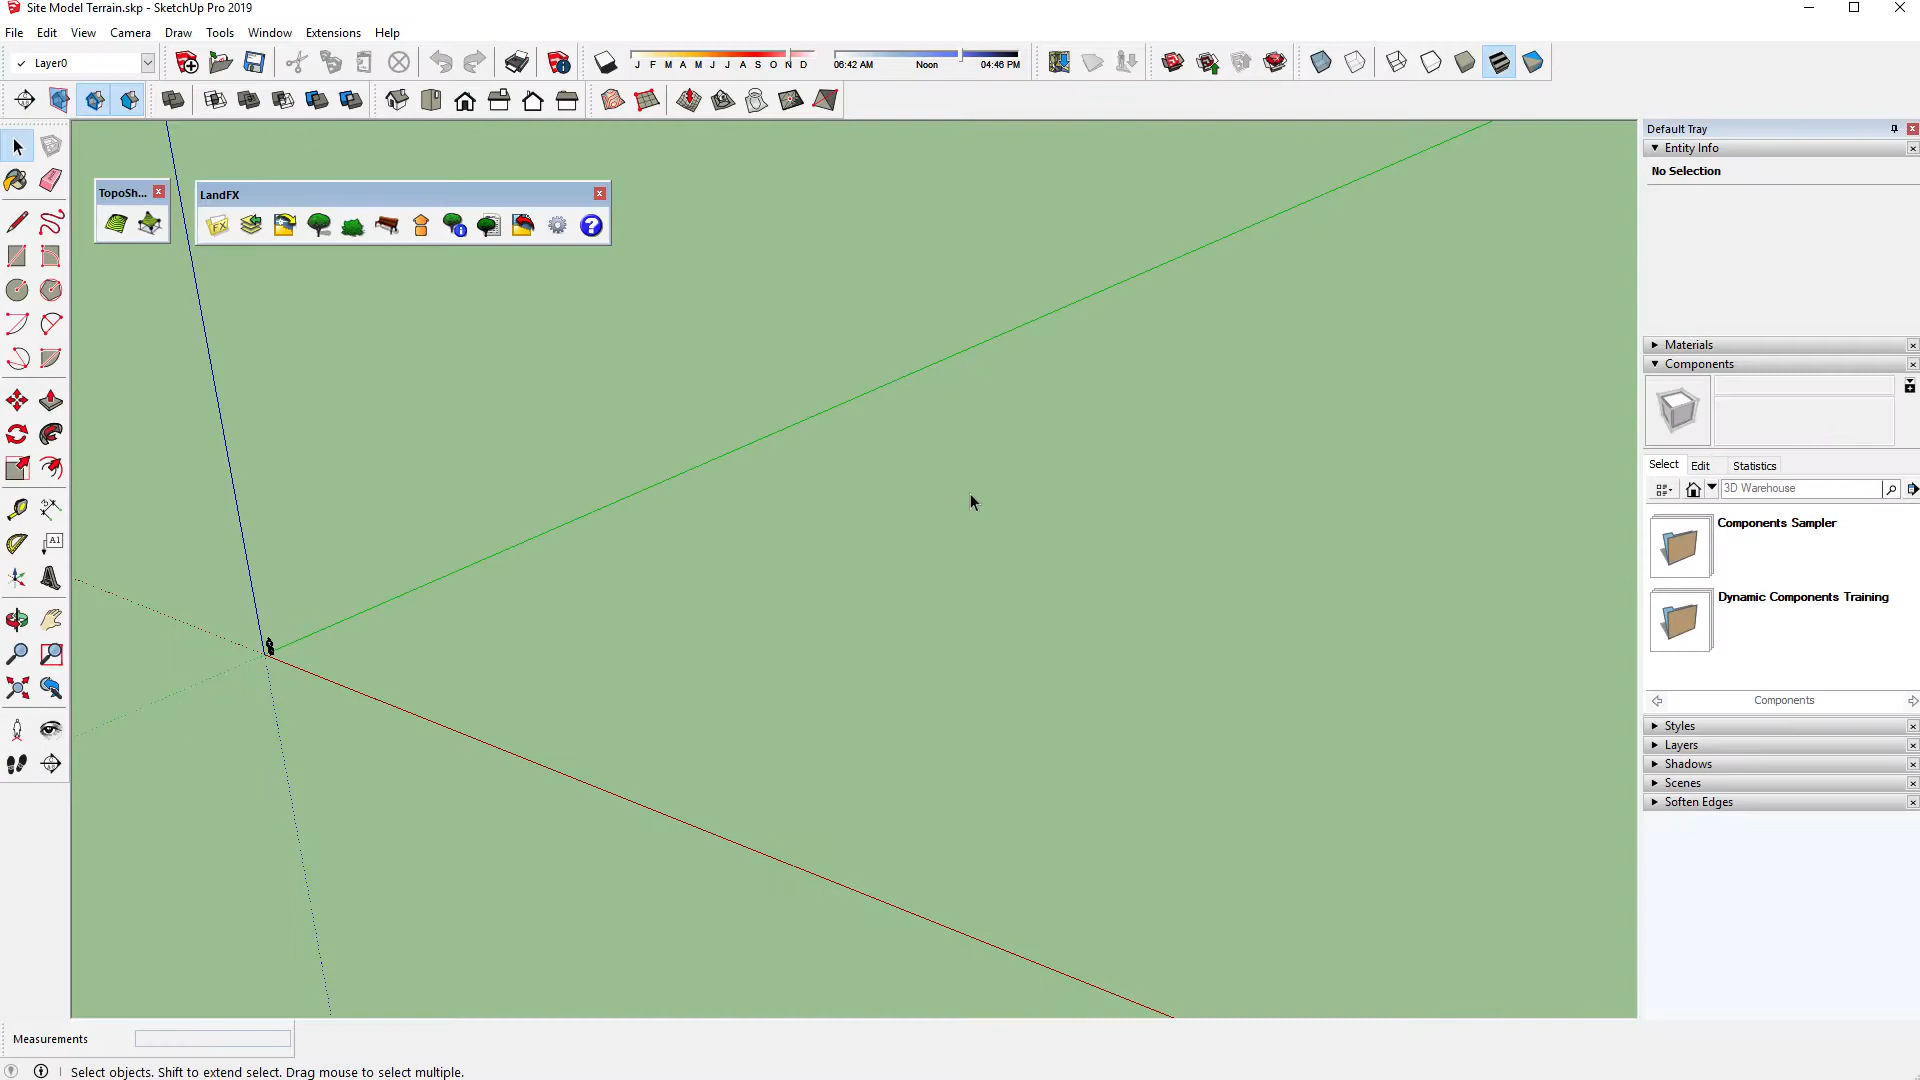 Site Model Terrain.skp - SketchUp Pro 2019
File Edit View Camera Draw Tools Window Extensions Help
Layer0
J F M A M J J A S O N D
06:42 AM Noon 04:46 PM
TopoSh...
LandFX
FX
A1
Default Tray
Entity Info
No Selection
Materials
Components
Select Edit Statistics
3D Warehouse
Components Sampler
Dynamic Components Training
Components
Styles
Layers
Shadows
Scenes
Soften Edges
Measurements
Select objects. Shift to extend select. Drag mouse to select multiple.